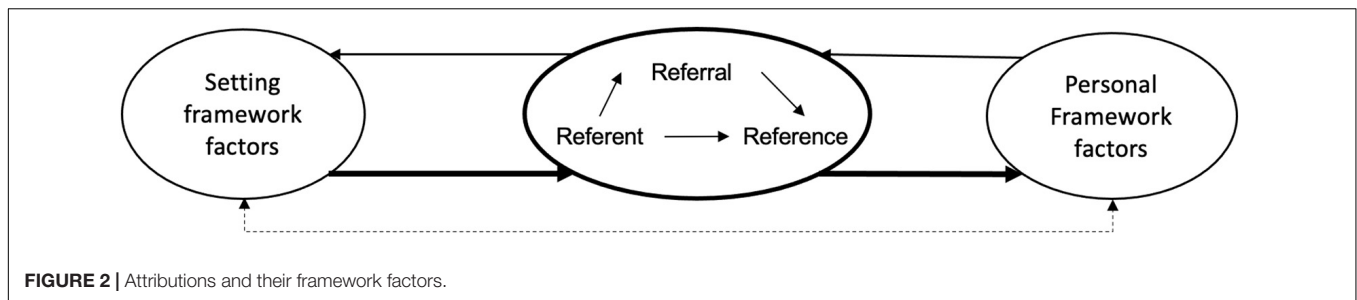 Setting
framework
factors
Referral
Referent
Reference
Personal
Framework
factors
FIGURE 2 | Attributions and their framework factors.